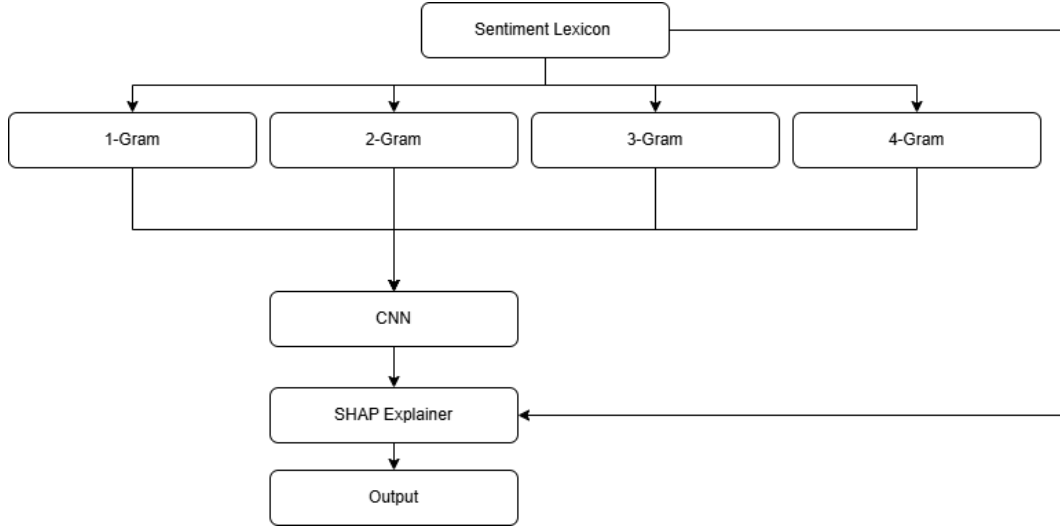 Sentiment Lexicon
1-Gram
2-Gram
3-Gram
4-Gram
CNN
SHAP Explainer
Output